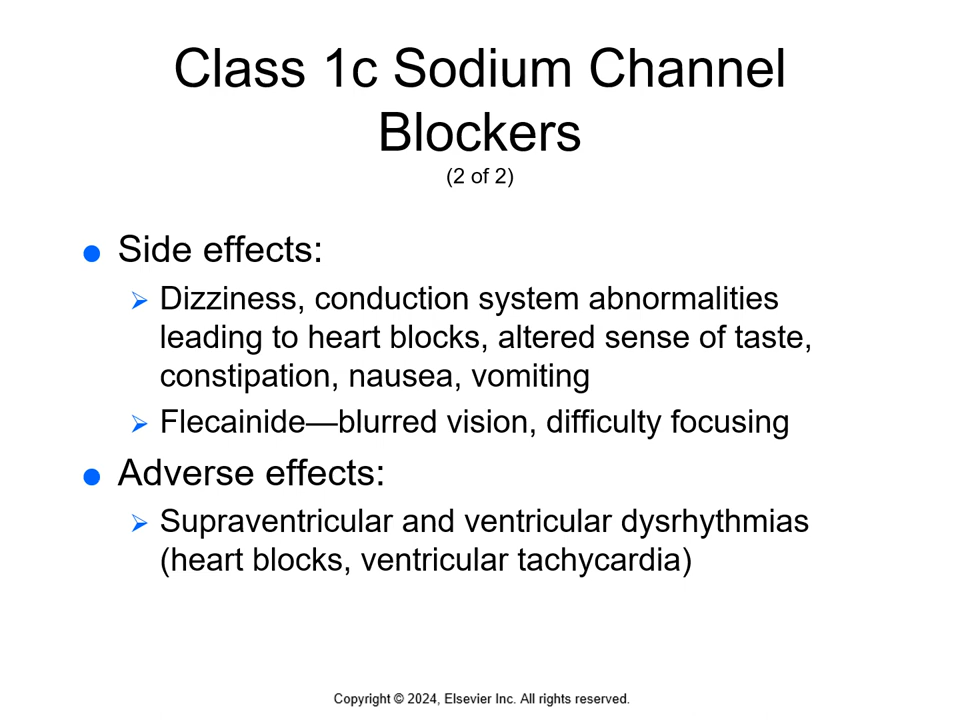 Class 1c Sodium Channel
Blockers
(2 of 2)
Side effects:
Dizziness, conduction system abnormalities
leading to heart blocks, altered sense of taste,
constipation, nausea, vomiting
Flecainide—blurred vision, difficulty focusing
Adverse effects:
Supraventricular and ventricular dysrhythmias
(heart blocks, ventricular tachycardia)
Copyright © 2024, Elsevier Inc. All rights reserved.